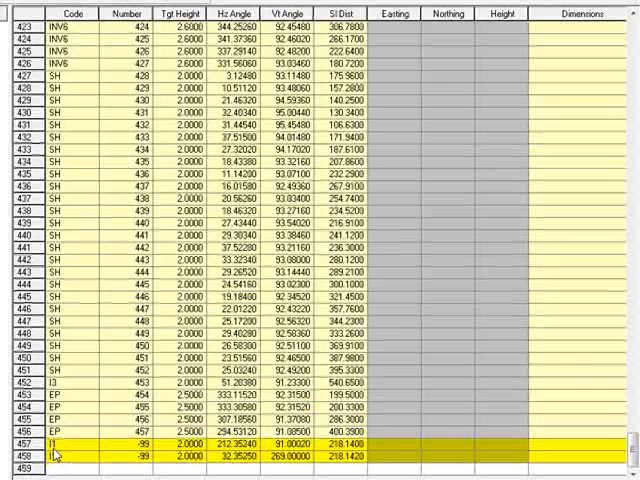 Code Number Tgt Height Hz Angle Vt Angle Sl Dist Easting Northing Height Dimensions
423 INV6 424 2.6000 344.25260 92.45480 306.7800
424 INV6 425 2.6000 341.37360 92.46020 266.1700
425 INV6 426 2.6000 337.29140 92.48200 222.6400
426 INV6 427 2.6000 331.56060 93.03460 180.7200
427 SH 428 2.0000 3.12480 93.11480 175.9600
428 SH 429 2.0000 10.51120 93.48060 157.2800
429 SH 430 2.0000 21.46320 94.59360 140.2500
430 SH 431 2.0000 32.40340 95.00440 130.3400
431 SH 432 2.0000 31.44540 95.45480 106.6300
432 SH 433 2.0000 37.51500 94.01480 171.9400
433 SH 434 2.0000 27.32020 94.17020 187.6100
434 SH 435 2.0000 18.43380 93.32160 207.8600
435 SH 436 2.0000 11.14200 93.07100 232.2900
436 SH 437 2.0000 16.01580 92.49360 267.9100
437 SH 438 2.0000 20.56260 93.03400 254.7400
438 SH 439 2.0000 18.46320 93.27160 234.5200
439 SH 440 2.0000 27.43440 93.54020 216.9100
440 SH 441 2.0000 29.30340 93.38460 241.1200
441 SH 442 2.0000 37.52280 93.21160 236.3000
442 SH 443 2.0000 33.32340 93.08000 280.1200
443 SH 444 2.0000 29.26520 93.14440 289.2100
444 SH 445 2.0000 24.54160 93.02300 300.1000
445 SH 446 2.0000 19.18400 92.34520 321.4500
446 SH 447 2.0000 22.01220 92.43260 357.7600
447 SH 448 2.0000 25.17200 92.56320 344.2300
448 SH 449 2.0000 29.40280 92.58380 333.2600
449 SH 450 2.0000 26.58300 92.51120 369.9100
450 SH 451 2.0000 23.51560 92.46500 387.9800
451 SH 452 2.0000 25.03240 92.49200 395.3300
452 I3 453 2.0000 51.20380 91.23300 540.6500
453 EP 454 2.5000 333.11520 92.32160 199.5000
454 EP 455 2.5000 333.30580 92.31520 200.3300
455 EP 456 2.5000 307.18560 91.37080 286.3000
456 EP 457 2.5000 294.53120 91.08500 400.3900
457 I1 -99 2.0000 212.35240 91.00020 218.1400
458 -99 2.0000 32.35250 269.00000 218.1420
459